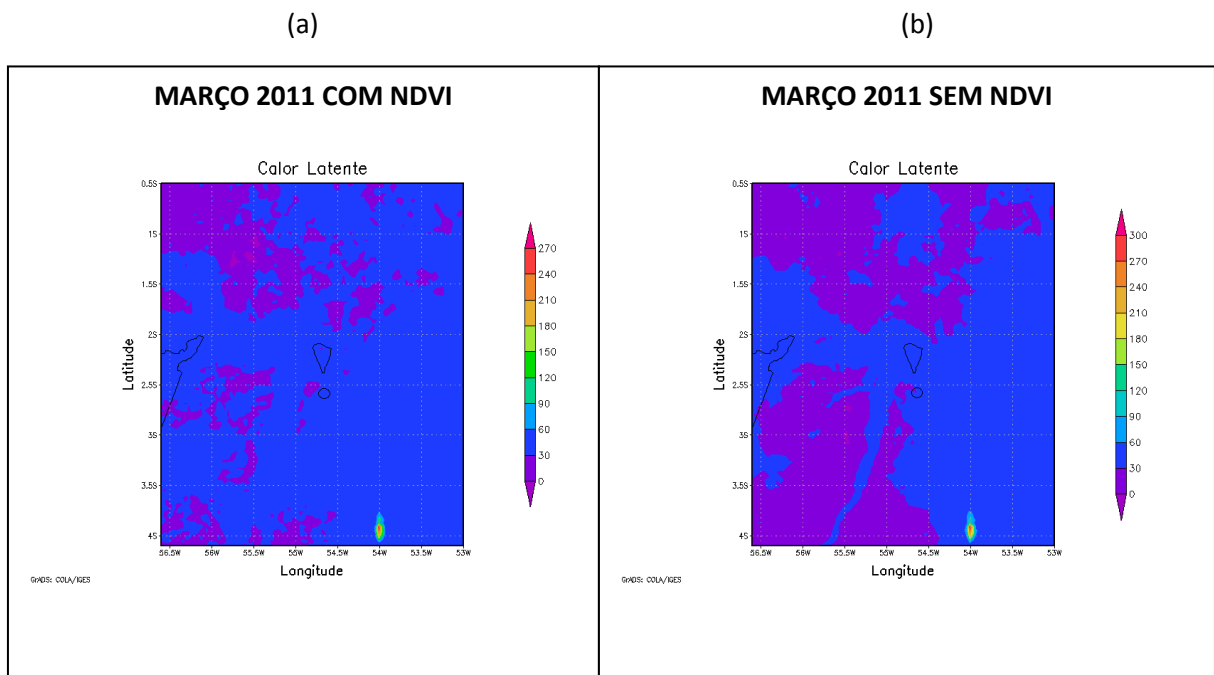 (a)
(b)
MARÇO 2011 COM NDVI
MARÇO 2011 SEM NDVI
Calor Latente
0.5S
1S
1.5S
2S
2.5S
3S
3.5S
4S
Latitude
56.5W 56W 55.5W 55W 54.5W 54W 53.5W 53W
Longitude
270
240
210
180
150
120
90
60
30
0
GrADS: COLA/IGES
Calor Latente
0.5S
1S
1.5S
2S
2.5S
3S
3.5S
4S
Latitude
56.5W 56W 55.5W 55W 54.5W 54W 53.5W 53W
Longitude
300
270
240
210
180
150
120
90
60
30
0
GrADS: COLA/IGES